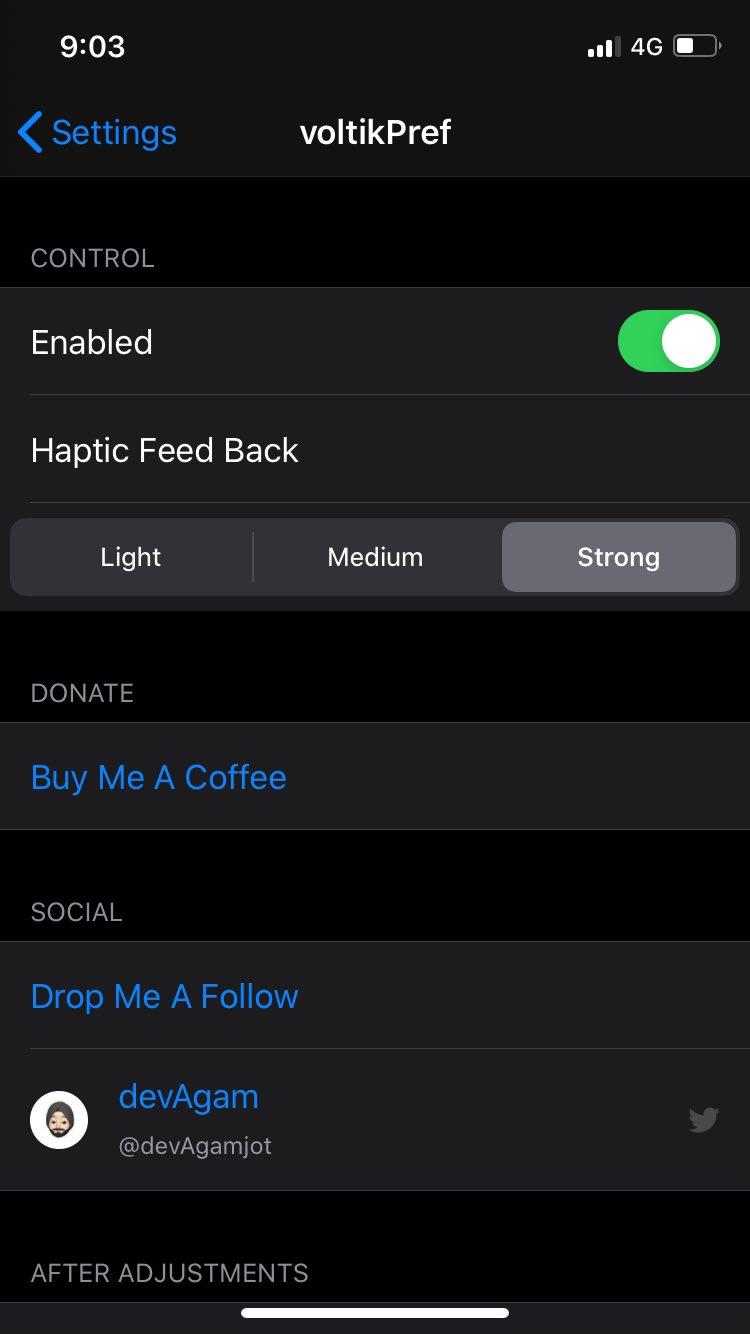 9:03
4G
Settings
voltikPref
CONTROL
Enabled
Haptic Feed Back
Light
Medium
Strong
DONATE
Buy Me A Coffee
SOCIAL
Drop Me A Follow
devAgam
@devAgamjot
AFTER ADJUSTMENTS